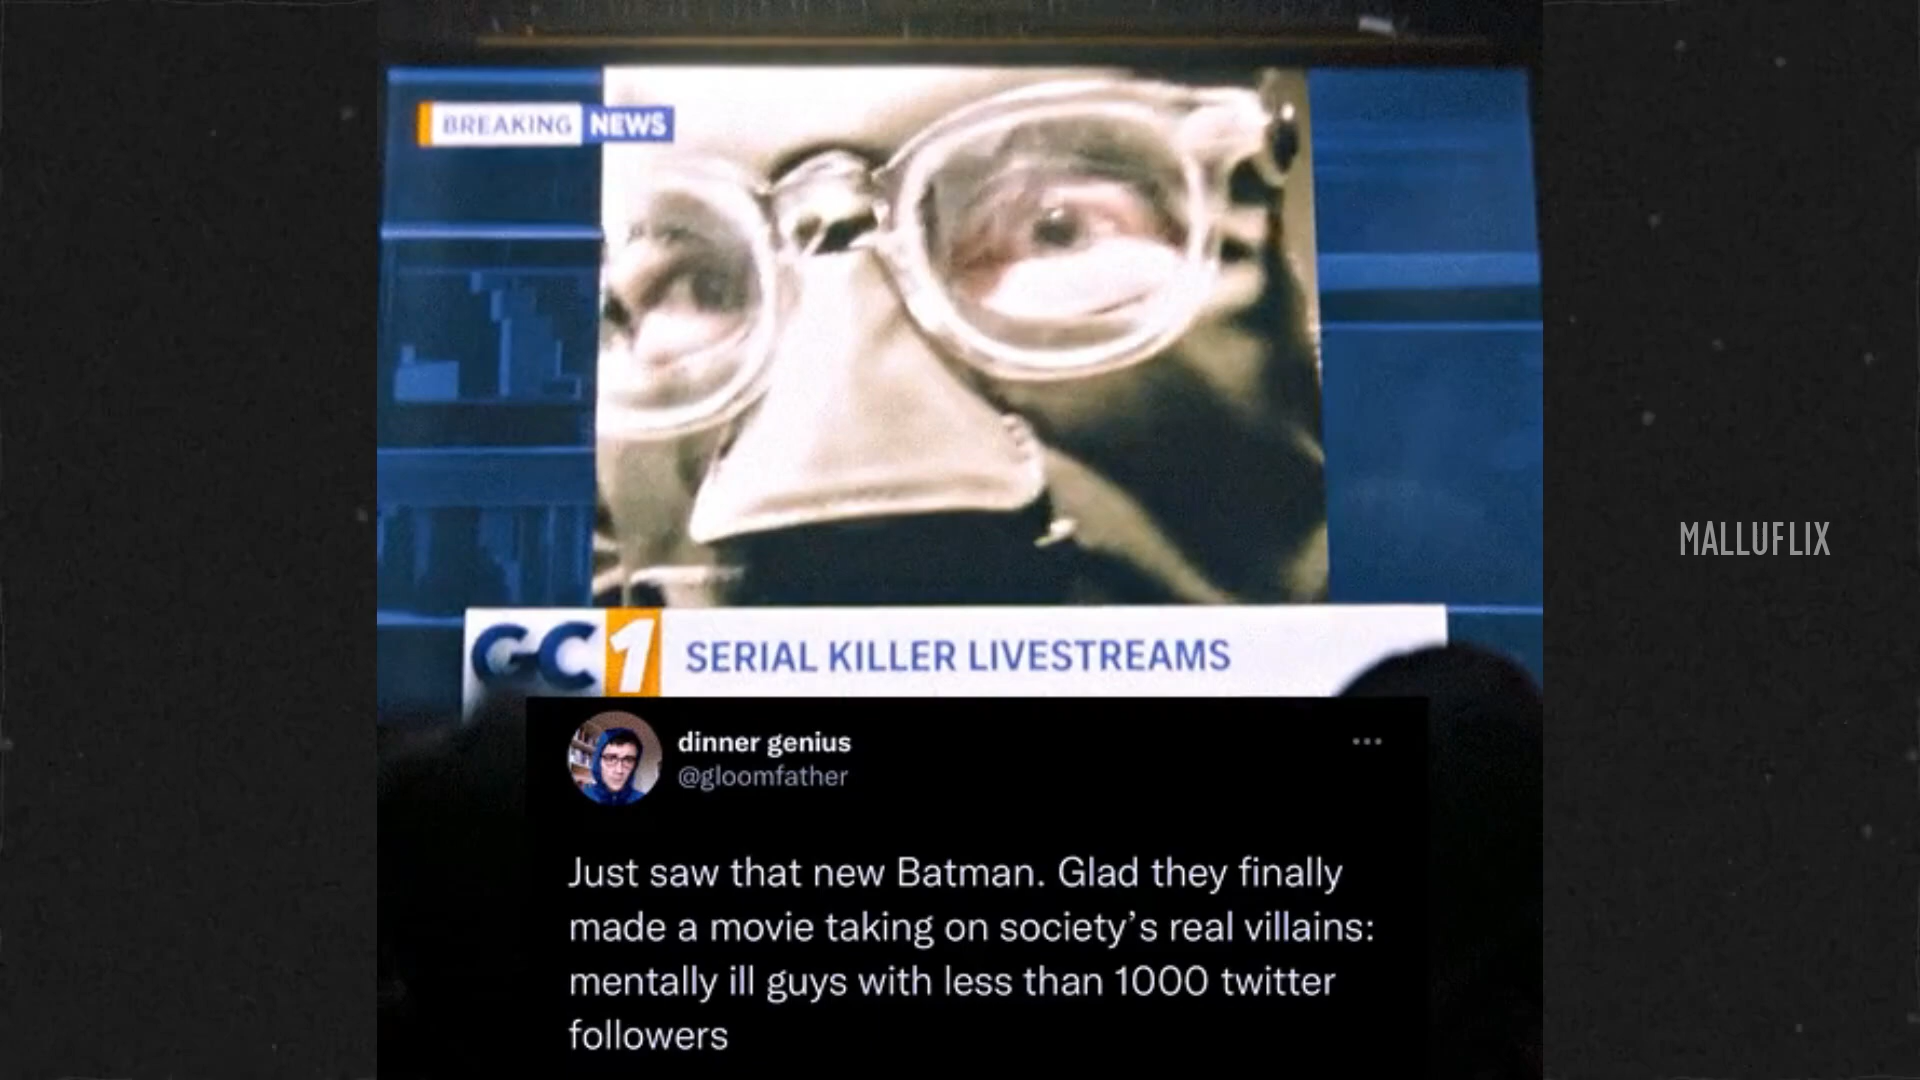 BREAKING NEWS
GC1 SERIAL KILLER LIVESTREAMS
MALLUFLIX
dinner genius
@gloomfather
Just saw that new Batman. Glad they finally
made a movie taking on society’s real villains:
mentally ill guys with less than 1000 twitter
followers